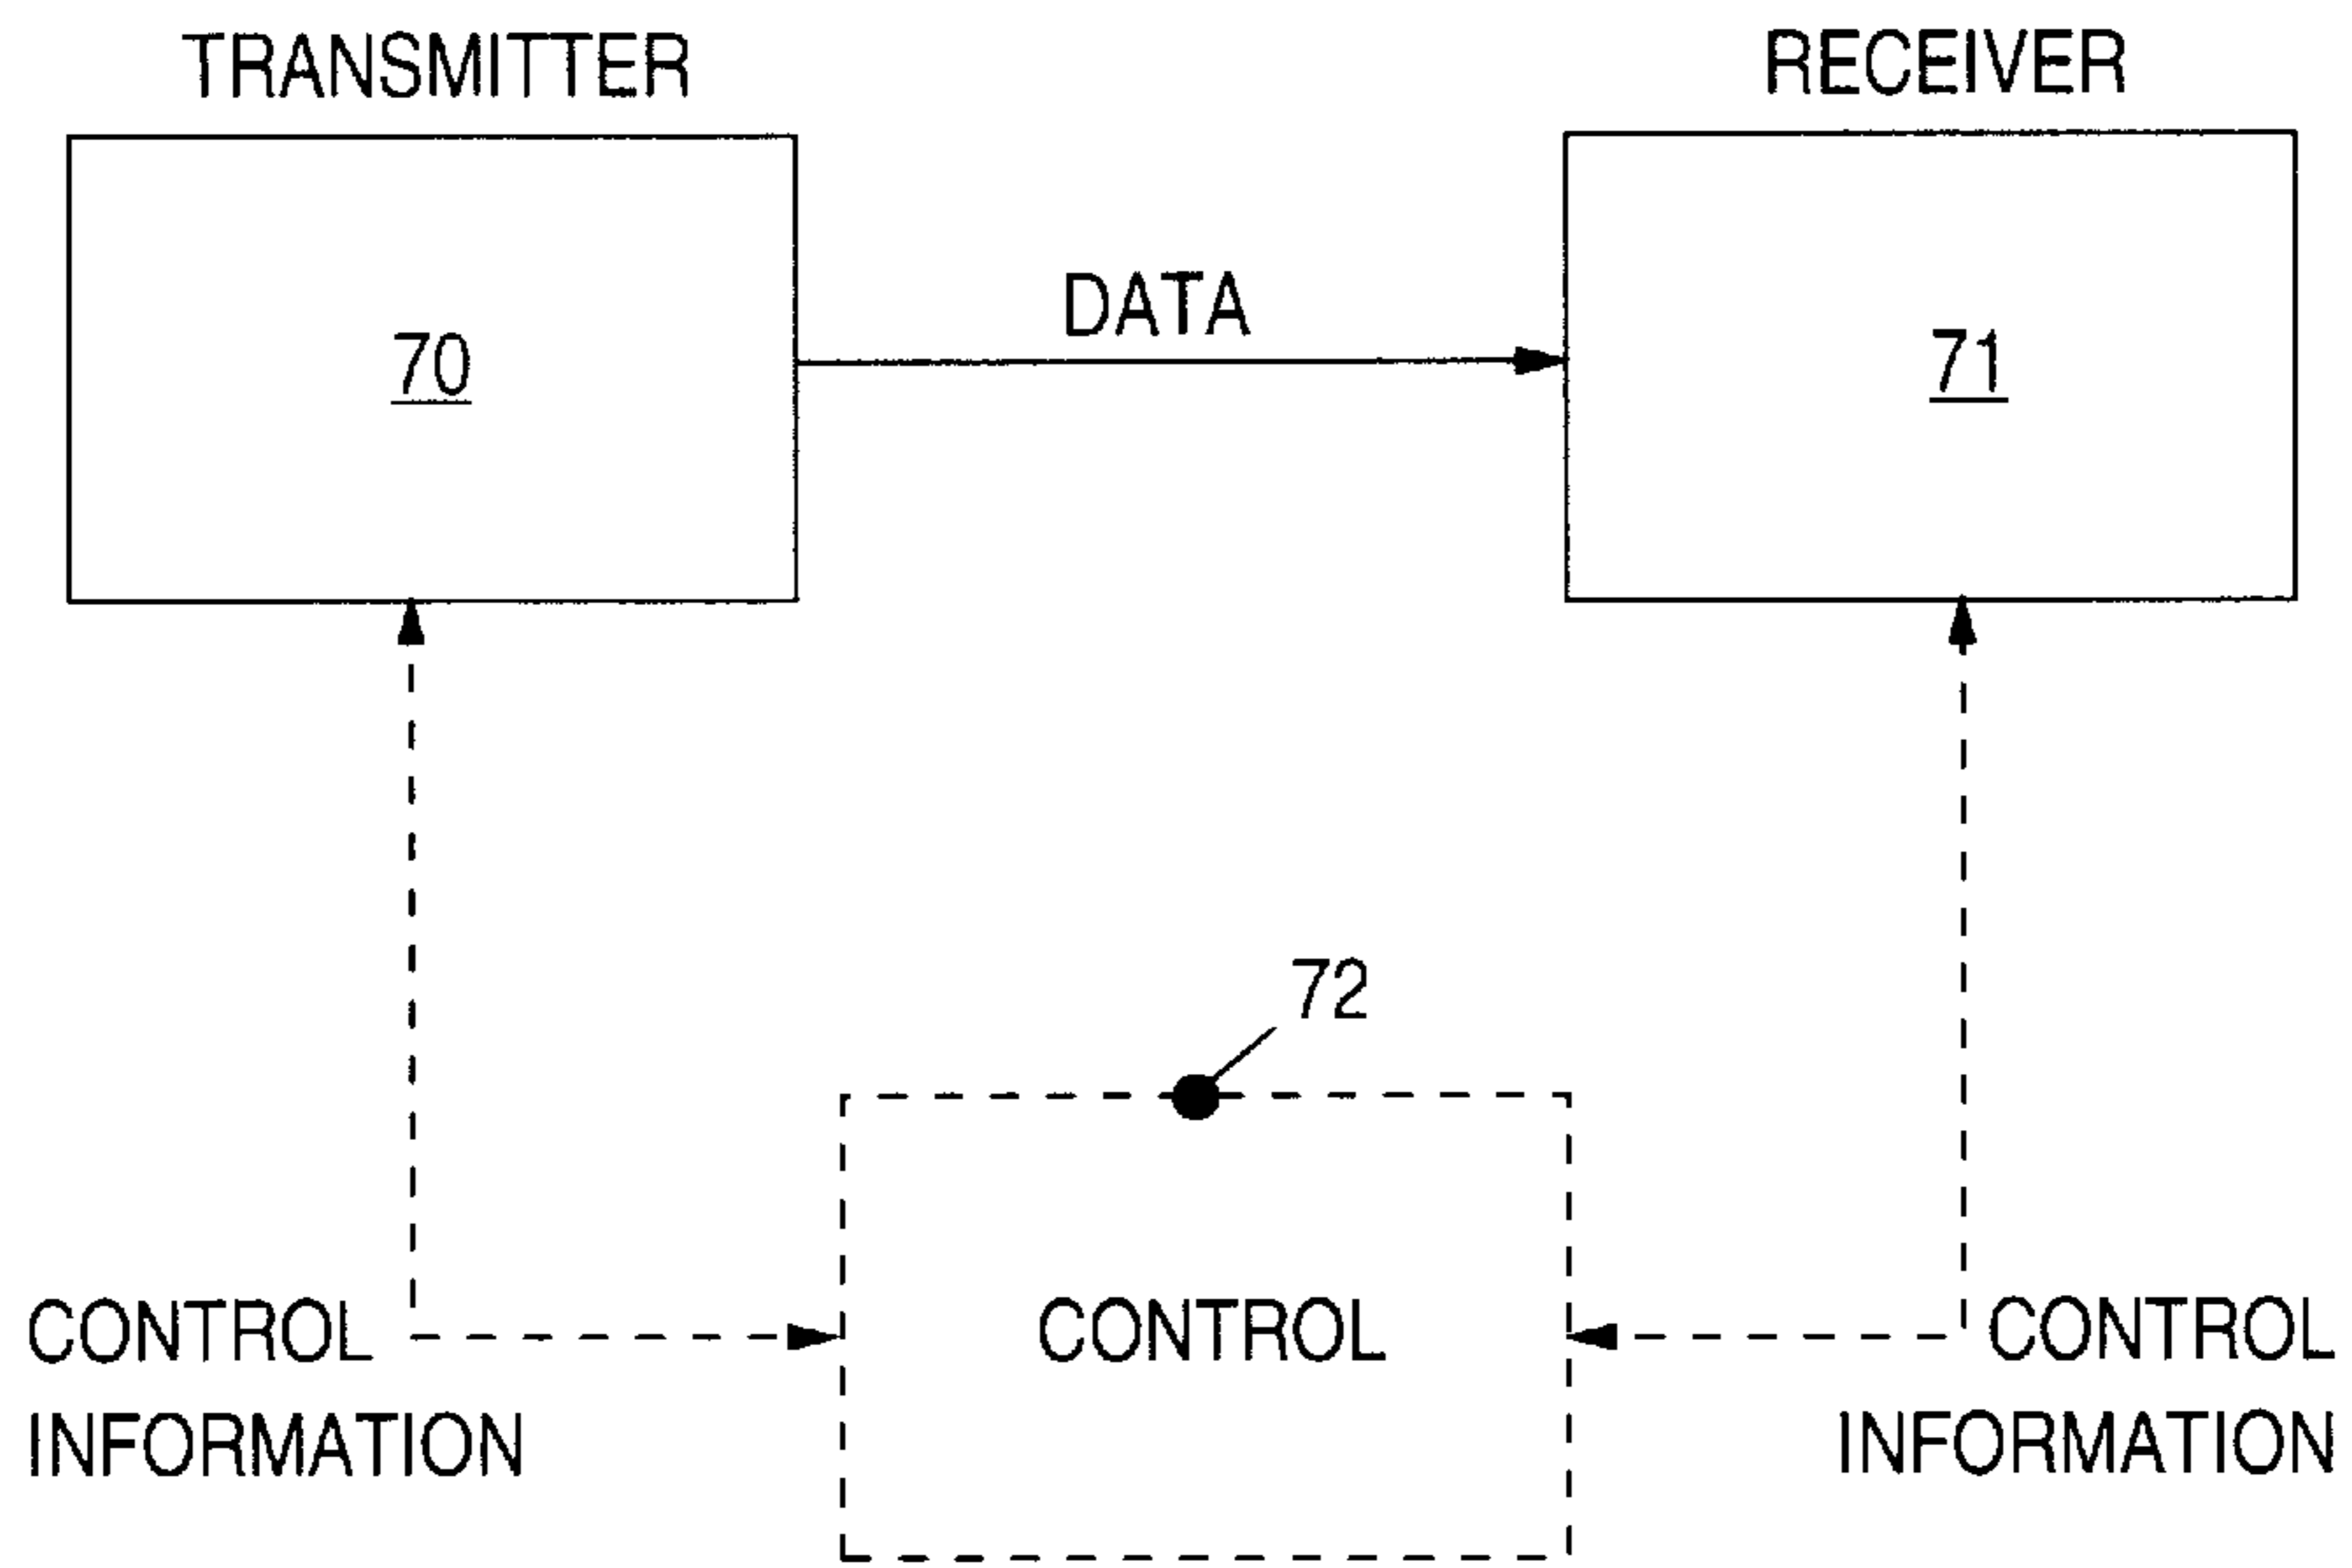 TRANSMITTER
RECEIVER
DATA
70
71
72
CONTROL
INFORMATION
CONTROL
CONTROL
INFORMATION